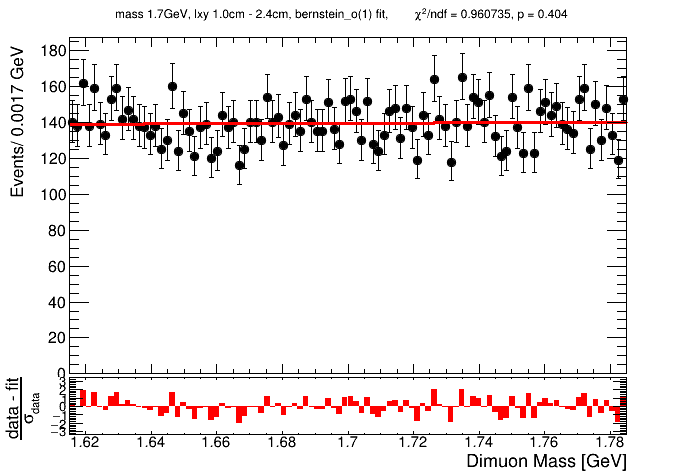 mass 1.7GeV, lxy 1.0cm - 2.4cm, bernstein_o(1) fit, χ²/ndf = 0.960735, p = 0.404
Events/ 0.0017 GeV
180
160
140
120
100
80
60
40
20
0
data - fit
σdata
3
2
1
0
−1
−2
−3
1.62 1.64 1.66 1.68 1.7 1.72 1.74 1.76 1.78
Dimuon Mass [GeV]